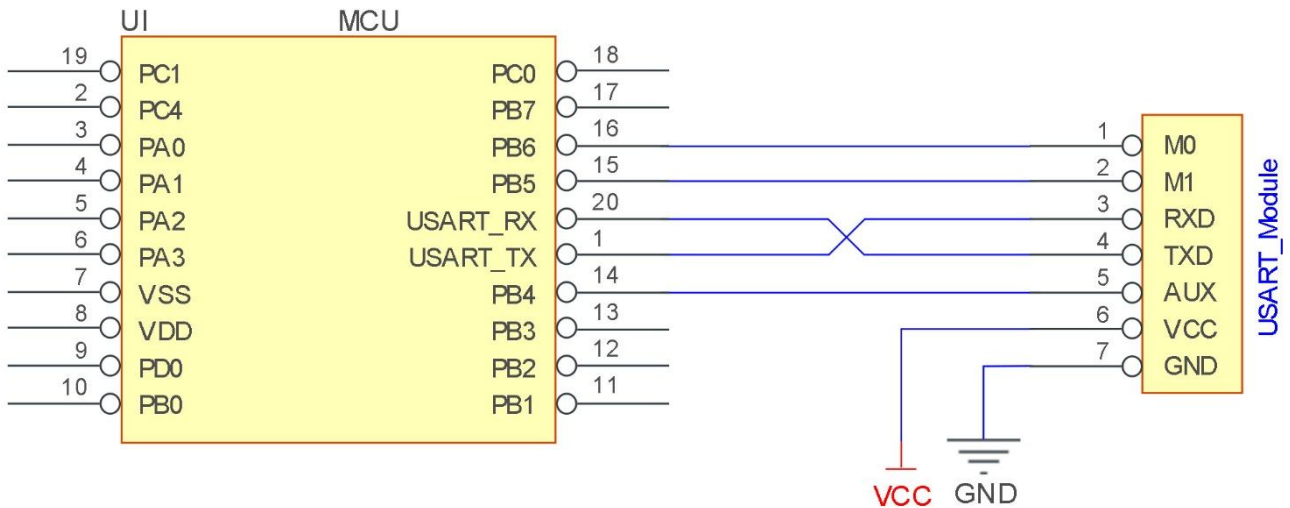 UI MCU
19 PC1 PC0 18
2 PC4 PB7 17
3 PA0 PB6 16
4 PA1 PB5 15
5 PA2 USART_RX 20
6 PA3 USART_TX 1
7 VSS PB4 14
8 VDD PB3 13
9 PD0 PB2 12
10 PB0 PB1 11
1 M0
2 M1
3 RXD
4 TXD
5 AUX
6 VCC
7 GND
USART_Module
VCC GND